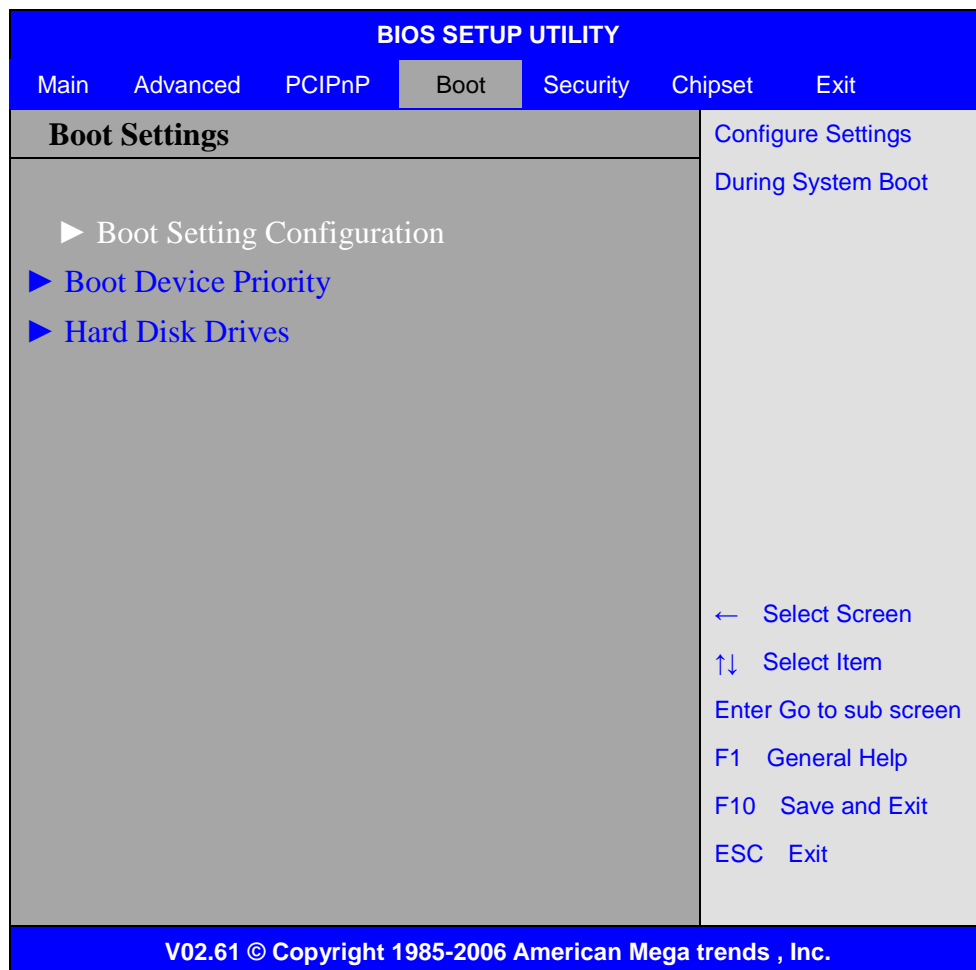 BIOS SETUP UTILITY
Main Advanced PCIPnP Boot Security Chipset Exit
Boot Settings
► Boot Setting Configuration
► Boot Device Priority
► Hard Disk Drives
Configure Settings
During System Boot
← Select Screen
↑↓ Select Item
Enter Go to sub screen
F1 General Help
F10 Save and Exit
ESC Exit
V02.61 © Copyright 1985-2006 American Mega trends , Inc.